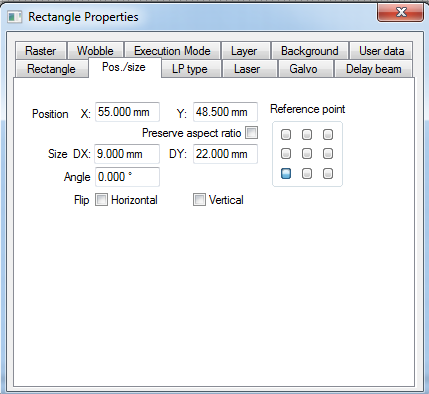 Rectangle Properties
Raster Wobble Execution Mode Layer Background User data
Rectangle Pos./size LP type Laser Galvo Delay beam
Position X: 55.000 mm Y: 48.500 mm Reference point
Preserve aspect ratio
Size DX: 9.000 mm DY: 22.000 mm
Angle 0.000 °
Flip Horizontal Vertical